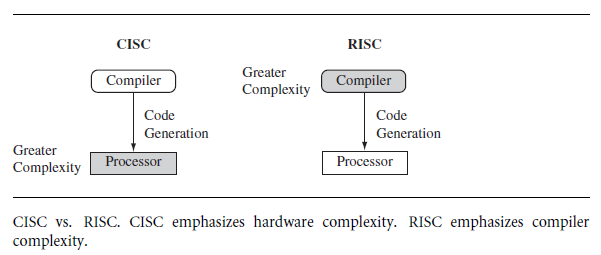 CISC
RISC
Compiler
Greater
Complexity
Compiler
Code
Generation
Code
Generation
Greater
Complexity
Processor
Processor
CISC vs. RISC. CISC emphasizes hardware complexity. RISC emphasizes compiler
complexity.